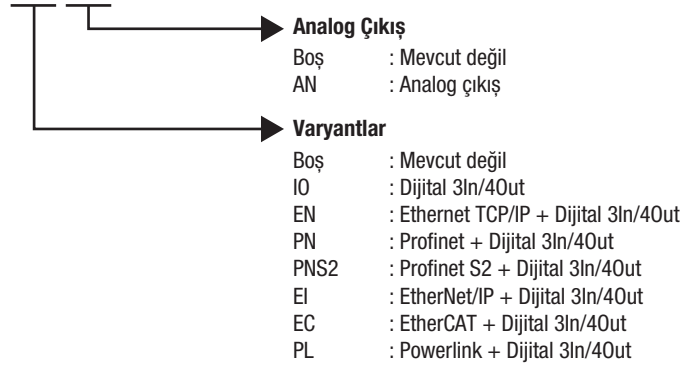 Analog Çıkış
Boş : Mevcut değil
AN : Analog çıkış
Varyantlar
Boş : Mevcut değil
IO : Dijital 3In/4Out
EN : Ethernet TCP/IP + Dijital 3In/4Out
PN : Profinet + Dijital 3In/4Out
PNS2 : Profinet S2 + Dijital 3In/4Out
EI : EtherNet/IP + Dijital 3In/4Out
EC : EtherCAT + Dijital 3In/4Out
PL : Powerlink + Dijital 3In/4Out